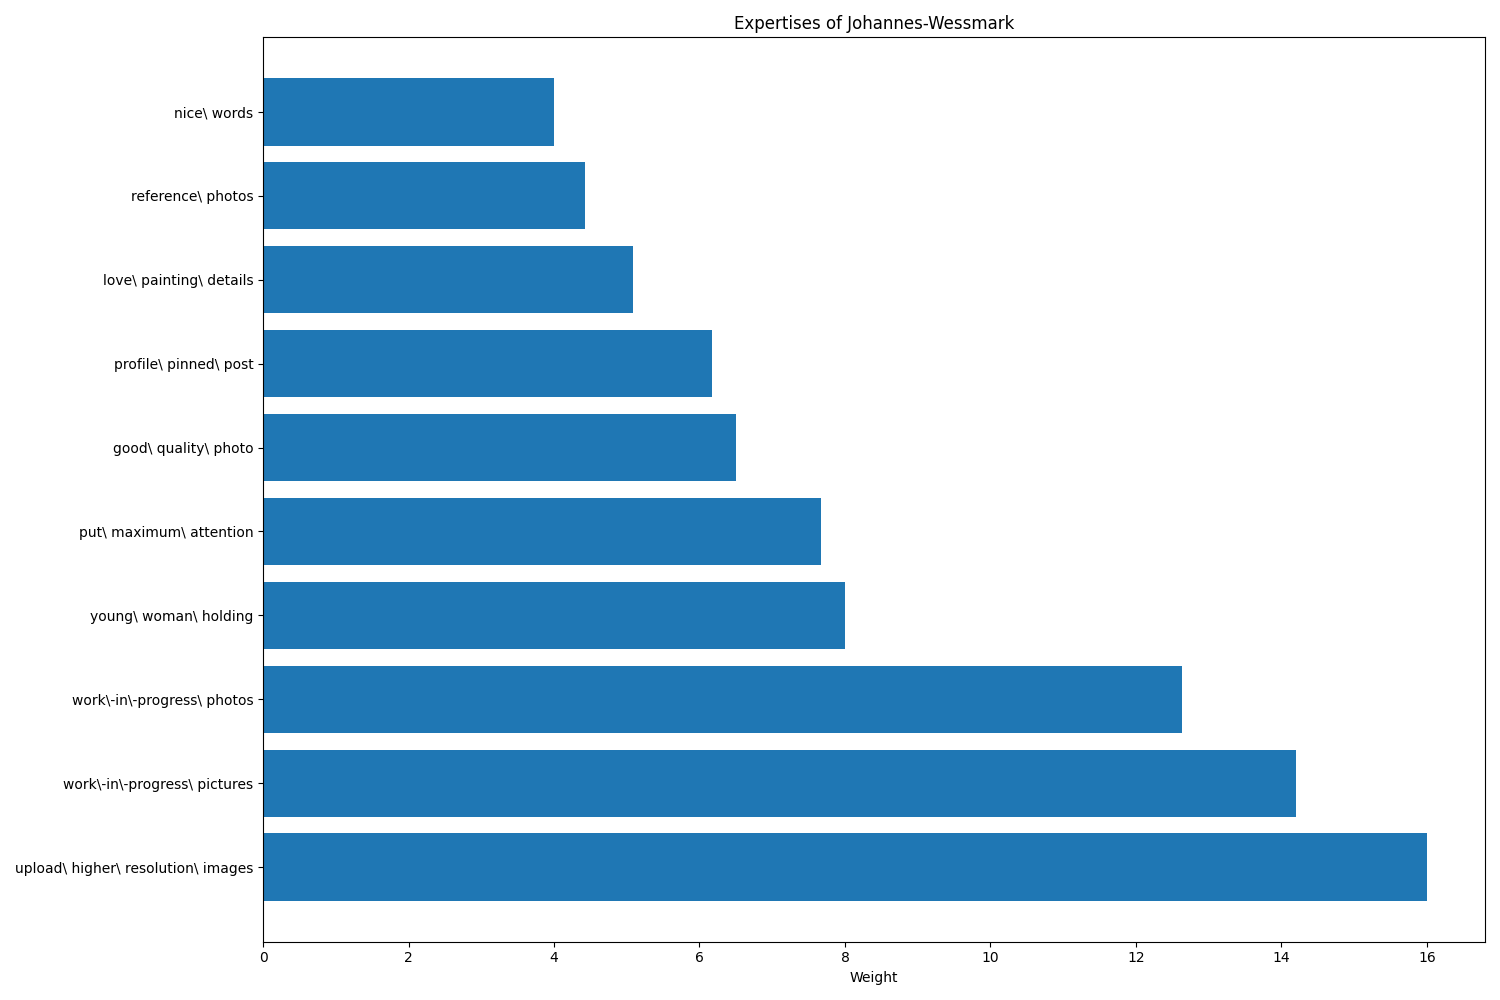 Expertises of Johannes-Wessmark
nice\ words
reference\ photos
love\ painting\ details
profile\ pinned\ post
good\ quality\ photo
put\ maximum\ attention
young\ woman\ holding
work\-in\-progress\ photos
work\-in\-progress\ pictures
upload\ higher\ resolution\ images
0 2 4 6 8 10 12 14 16
Weight